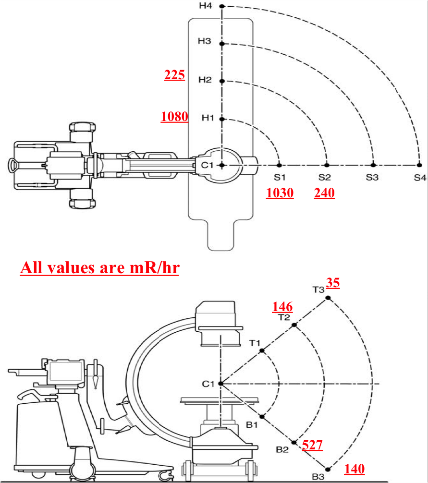 H4
H3
225
H2
1080
H1
C1
S1
S2
S3
S4
1030
240
All values are mR/hr
T3
35
146
T2
T1
C1
B1
B2
527
B3
140